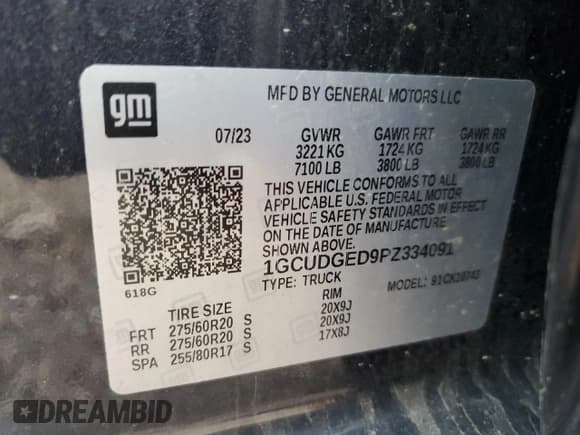 gm
MFD BY GENERAL MOTORS LLC
07/23 GVWR GAWR FRT GAWR RR
3221 KG 1724 KG 1724 KG
7100 LB 3800 LB 3800 LB
THIS VEHICLE CONFORMS TO ALL
APPLICABLE U.S. FEDERAL MOTOR
VEHICLE SAFETY STANDARDS IN EFFECT
ON THE DATE OF MANUFACTURE
SHOWN ABOVE.
1GCUDGED9PZ334091
618G
TYPE: TRUCK
TIRE SIZE RIM
FRT 275/60R20 S 20X9J
RR 275/60R20 S 20X9J
SPA 255/80R17 S 17X8J
DREAMBID
DREAMBID.COM